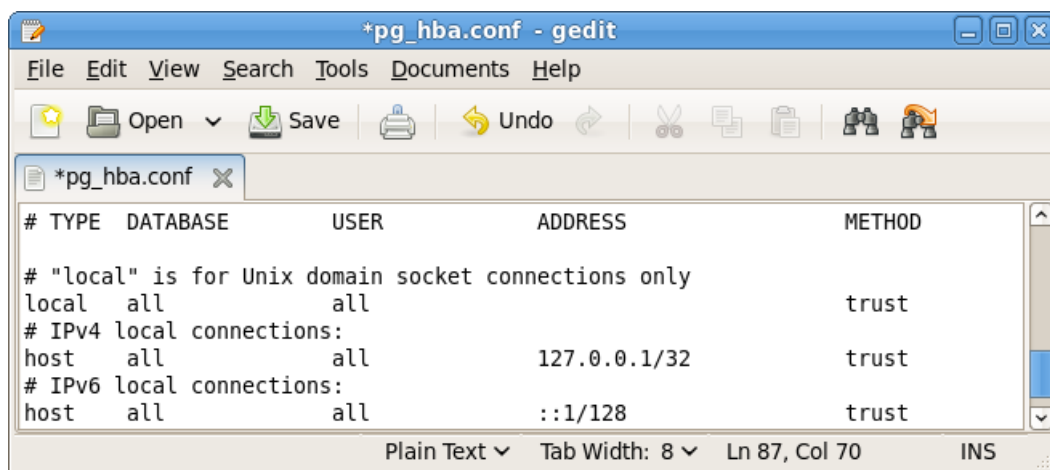 *pg_hba.conf - gedit
File Edit View Search Tools Documents Help
Open Save Undo
*pg_hba.conf
# TYPE  DATABASE        USER            ADDRESS                 METHOD
# "local" is for Unix domain socket connections only
local   all             all                                     trust
# IPv4 local connections:
host    all             all             127.0.0.1/32            trust
# IPv6 local connections:
host    all             all             ::1/128                 trust
Plain Text Tab Width: 8 Ln 87, Col 70 INS